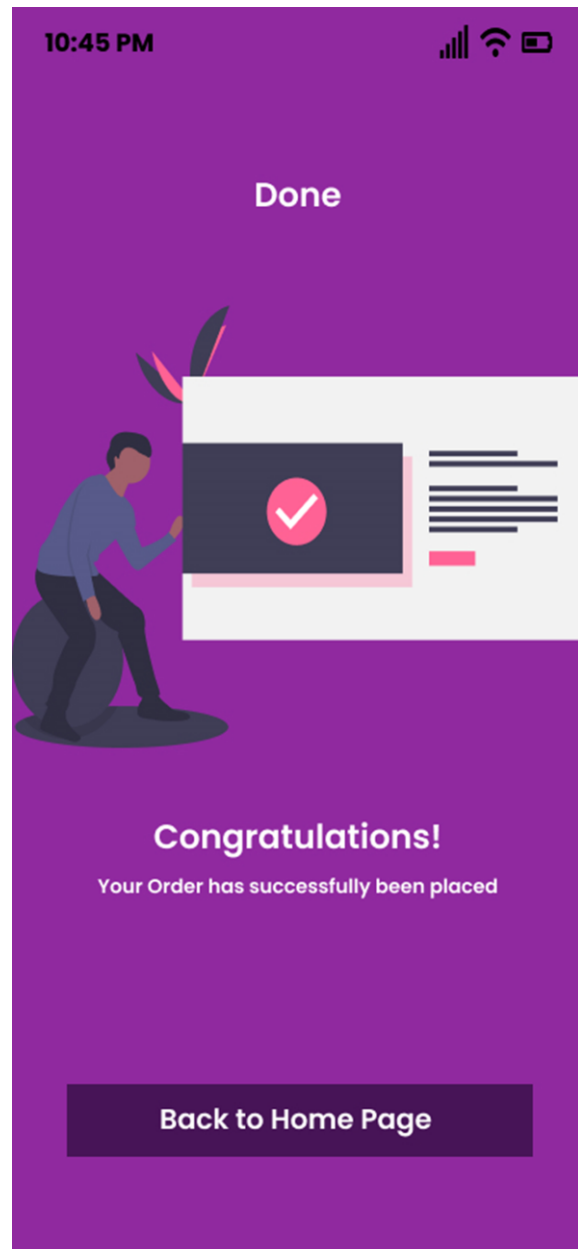 10:45 PM
Done
Congratulations!
Your Order has successfully been placed
Back to Home Page